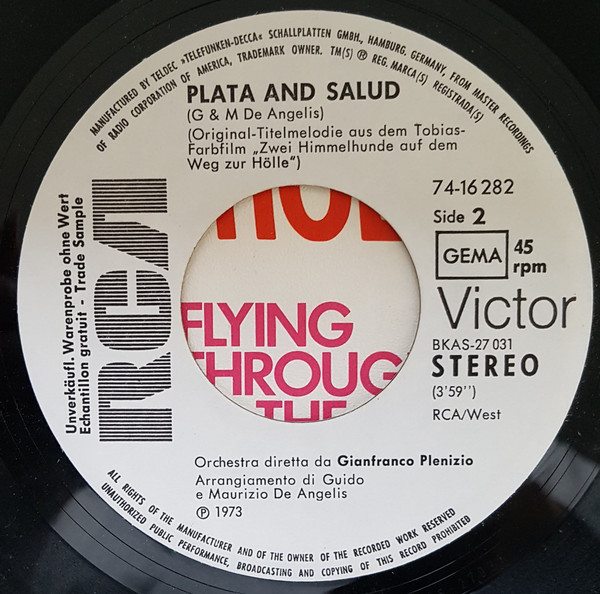 MANUFACTURED BY TELDEC »TELEFUNKEN-DECCA« SCHALLPLATTEN GMBH., HAMBURG, GERMANY, FROM MASTER RECORDINGS
OF RADIO CORPORATION OF AMERICA, TRADEMARK OWNER. TM(S) ® REG. MARCA(S) REGISTRADA(S)
PLATA AND SALUD
(G & M De Angelis)
(Original-Titelmelodie aus dem Tobias-
Farbfilm „Zwei Himmelhunde auf dem
Weg zur Hölle“)
74-16 282
Side 2
GEMA
45
rpm
Victor
BKAS-27 031
STEREO
(3'59'')
RCA/West
Unverkäufl. Warenprobe ohne Wert
Echantillon gratuit - Trade Sample
RCA
FLYING
THROUG
THE
Orchestra diretta da Gianfranco Plenizio
Arrangiamento di Guido
e Maurizio De Angelis
℗ 1973
ALL RIGHTS OF THE MANUFACTURER AND OF THE OWNER OF THE RECORDED WORK RESERVED
UNAUTHORIZED PUBLIC PERFORMANCE, BROADCASTING AND COPYING OF THIS RECORD PROHIBITED